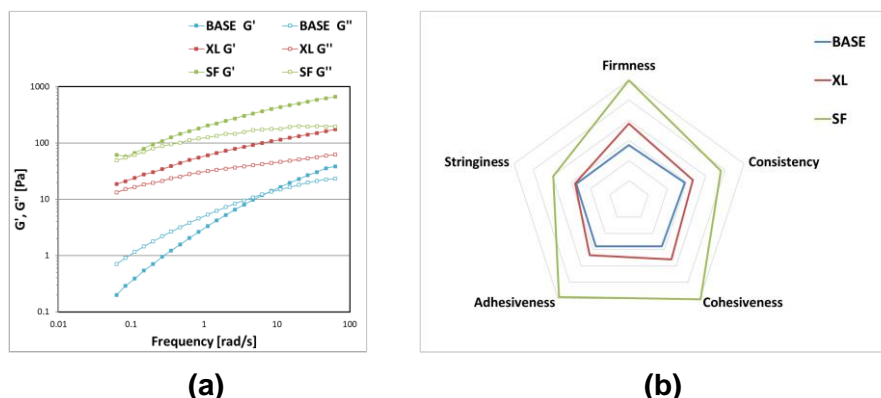 BASE G' BASE G"
XL G' XL G"
SF G' SF G"
1000
100
10
1
0.1
G', G" [Pa]
0.01 0.1 1 10 100
Frequency [rad/s]
(a)
BASE
XL
SF
Firmness
Stringiness Consistency
Adhesiveness Cohesiveness
(b)